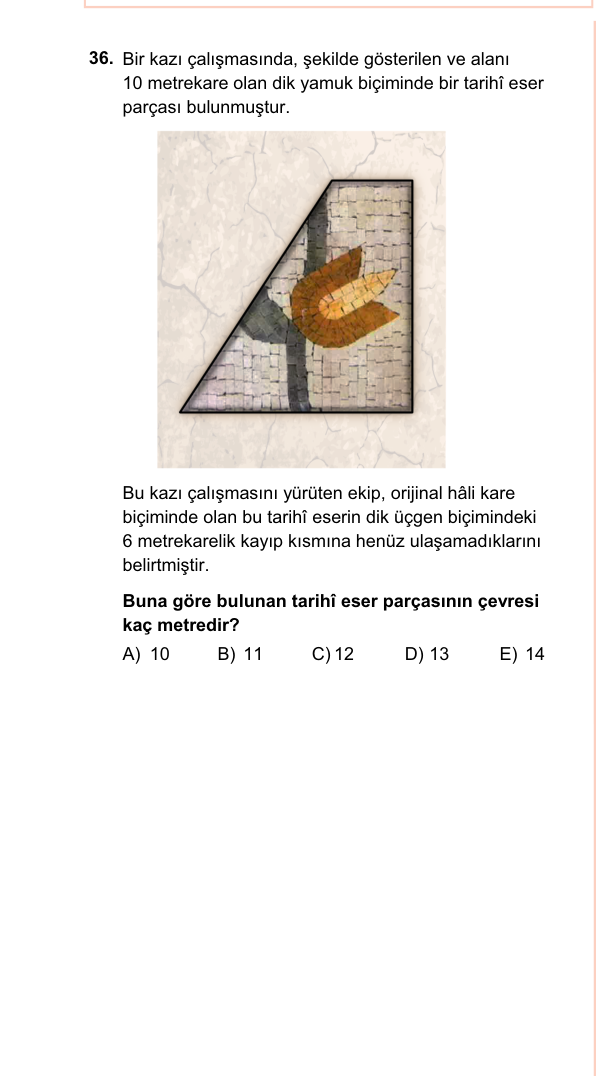 36. Bir kazı çalışmasında, şekilde gösterilen ve alanı
10 metrekare olan dik yamuk biçiminde bir tarihî eser
parçası bulunmuştur.
Bu kazı çalışmasını yürüten ekip, orijinal hâli kare
biçiminde olan bu tarihî eserin dik üçgen biçimindeki
6 metrekarelik kayıp kısmına henüz ulaşamadıklarını
belirtmiştir.
Buna göre bulunan tarihî eser parçasının çevresi
kaç metredir?
A) 10 B) 11 C) 12 D) 13 E) 14